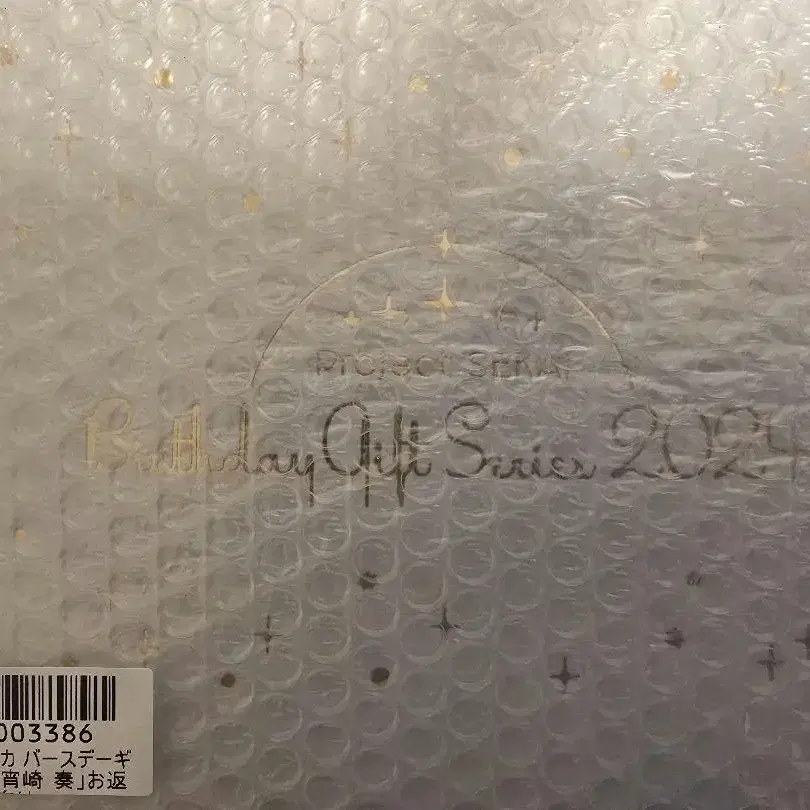 Project SEKAI
Birthday Gift Series 2024
003386
カ バースデーギ
宵崎 奏」お返